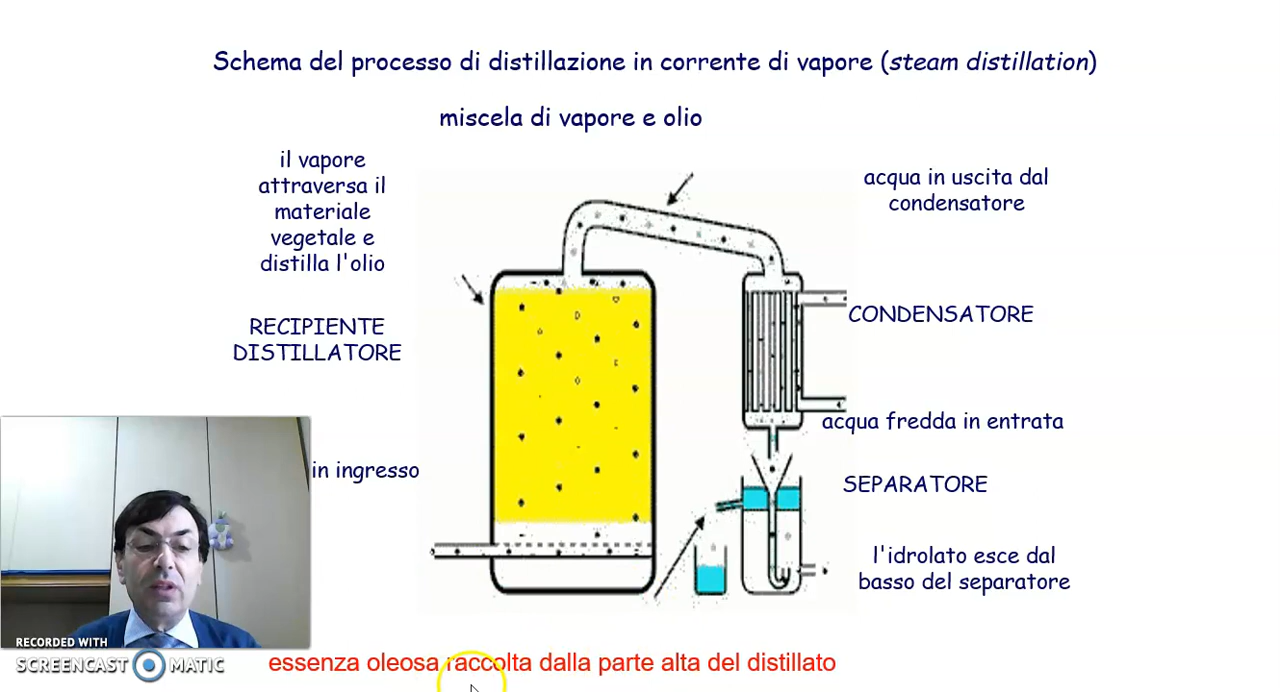 Schema del processo di distillazione in corrente di vapore (steam distillation)
miscela di vapore e olio
il vapore
attraversa il
materiale
vegetale e
distilla l'olio
acqua in uscita dal
condensatore
RECIPIENTE
DISTILLATORE
CONDENSATORE
acqua fredda in entrata
in ingresso
SEPARATORE
l'idrolato esce dal
basso del separatore
RECORDED WITH
SCREENCAST MATIC
essenza oleosa raccolta dalla parte alta del distillato